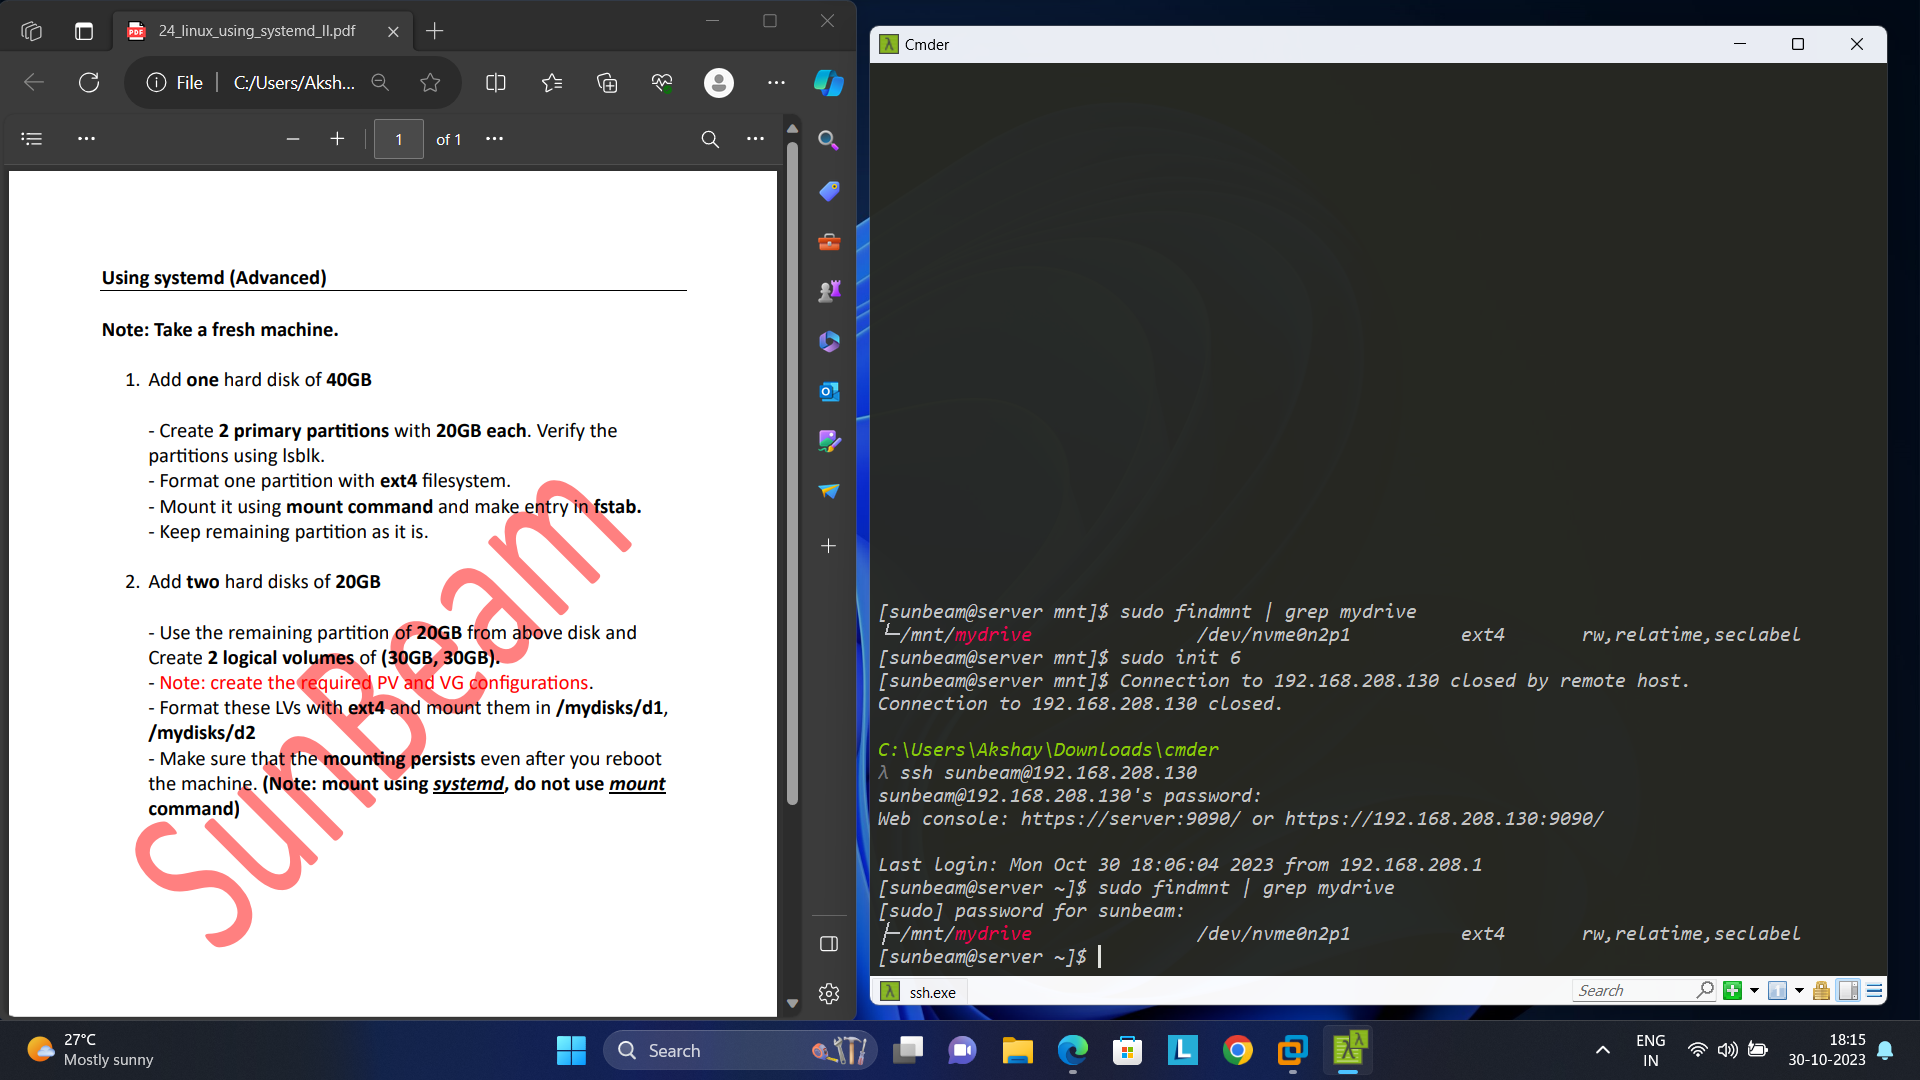 24_linux_using_systemd_II.pdf
File
C:/Users/Aksh...
1 of 1
Using systemd (Advanced)
Note: Take a fresh machine.
1. Add one hard disk of 40GB
- Create 2 primary partitions with 20GB each. Verify the
partitions using lsblk.
- Format one partition with ext4 filesystem.
- Mount it using mount command and make entry in fstab.
- Keep remaining partition as it is.
2. Add two hard disks of 20GB
- Use the remaining partition of 20GB from above disk and
Create 2 logical volumes of (30GB, 30GB).
- Note: create the required PV and VG configurations.
- Format these LVs with ext4 and mount them in /mydisks/d1,
/mydisks/d2
- Make sure that the mounting persists even after you reboot
the machine. (Note: mount using systemd, do not use mount
command)
SunBeam
Cmder
[sunbeam@server mnt]$ sudo findmnt | grep mydrive
└─/mnt/mydrive /dev/nvme0n2p1 ext4 rw,relatime,seclabel
[sunbeam@server mnt]$ sudo init 6
[sunbeam@server mnt]$ Connection to 192.168.208.130 closed by remote host.
Connection to 192.168.208.130 closed.
C:\Users\Akshay\Downloads\cmder
λ ssh sunbeam@192.168.208.130
sunbeam@192.168.208.130's password:
Web console: https://server:9090/ or https://192.168.208.130:9090/
Last login: Mon Oct 30 18:06:04 2023 from 192.168.208.1
[sunbeam@server ~]$ sudo findmnt | grep mydrive
[sudo] password for sunbeam:
├─/mnt/mydrive /dev/nvme0n2p1 ext4 rw,relatime,seclabel
[sunbeam@server ~]$
ssh.exe
Search
27°C
Mostly sunny
Search
ENG
IN
18:15
30-10-2023